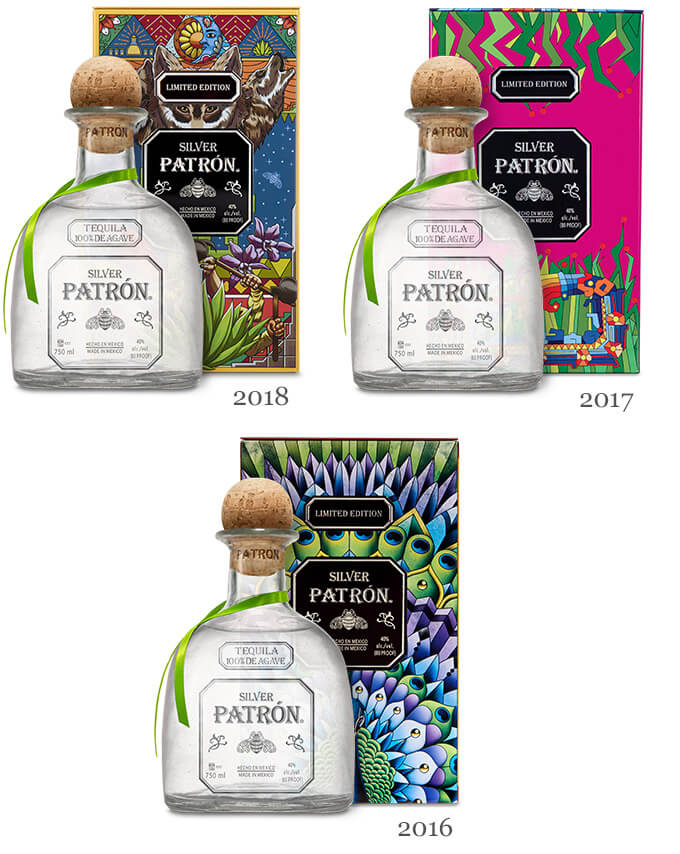 LIMITED EDITION
SILVER
PATRÓN®
HECHO EN MEXICO
MADE IN MEXICO
40%
alc./vol.
(80 PROOF)
PATRÓN
TEQUILA
100% DE AGAVE
SILVER
PATRÓN®
750 ml
HECHO EN MEXICO
MADE IN MEXICO
40%
alc./vol.
(80 PROOF)
2018
LIMITED EDITION
SILVER
PATRÓN®
HECHO EN MEXICO
MADE IN MEXICO
40%
alc./vol.
(80 PROOF)
PATRÓN
TEQUILA
100% DE AGAVE
SILVER
PATRÓN®
750 ml
HECHO EN MEXICO
MADE IN MEXICO
40%
alc./vol.
(80 PROOF)
2017
LIMITED EDITION
SILVER
PATRÓN®
HECHO EN MEXICO
MADE IN MEXICO
40%
alc./vol.
(80 PROOF)
PATRÓN
TEQUILA
100% DE AGAVE
SILVER
PATRÓN®
750 ml
HECHO EN MEXICO
MADE IN MEXICO
40%
alc./vol.
(80 PROOF)
2016